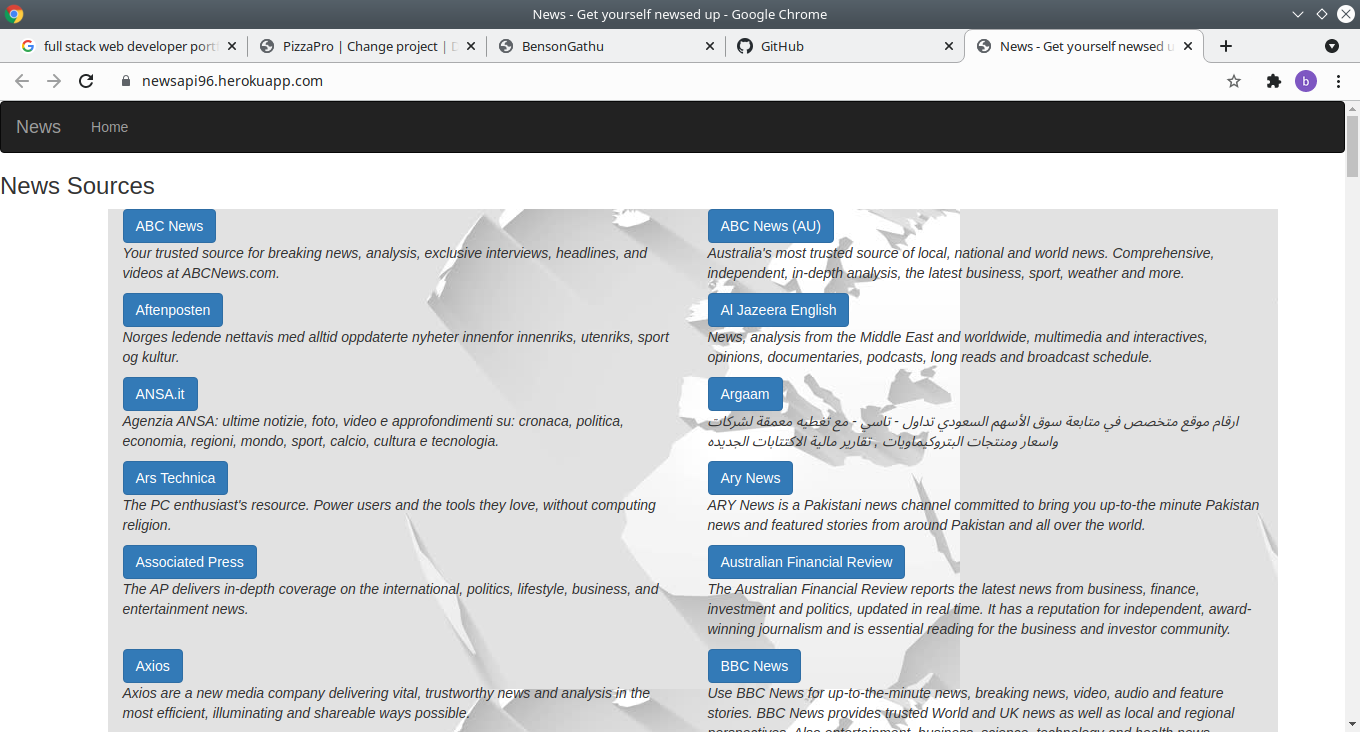 News - Get yourself newsed up - Google Chrome
full stack web developer port
PizzaPro | Change project | D
BensonGathu
GitHub
News - Get yourself newsed u
newsapi96.herokuapp.com
b
News Home
News Sources
ABC News
Your trusted source for breaking news, analysis, exclusive interviews, headlines, and
videos at ABCNews.com.
ABC News (AU)
Australia's most trusted source of local, national and world news. Comprehensive,
independent, in-depth analysis, the latest business, sport, weather and more.
Aftenposten
Norges ledende nettavis med alltid oppdaterte nyheter innenfor innenriks, utenriks, sport
og kultur.
Al Jazeera English
News, analysis from the Middle East and worldwide, multimedia and interactives,
opinions, documentaries, podcasts, long reads and broadcast schedule.
ANSA.it
Agenzia ANSA: ultime notizie, foto, video e approfondimenti su: cronaca, politica,
economia, regioni, mondo, sport, calcio, cultura e tecnologia.
Argaam
ارقام موقع متخصص في متابعة سوق الأسهم السعودي تداول - تاسي - مع تغطيه معمقة لشركات
واسعار ومنتجات البتروكيماويات , تقارير مالية الاكتتابات الجديده
Ars Technica
The PC enthusiast's resource. Power users and the tools they love, without computing
religion.
Ary News
ARY News is a Pakistani news channel committed to bring you up-to-the minute Pakistan
news and featured stories from around Pakistan and all over the world.
Associated Press
The AP delivers in-depth coverage on the international, politics, lifestyle, business, and
entertainment news.
Australian Financial Review
The Australian Financial Review reports the latest news from business, finance,
investment and politics, updated in real time. It has a reputation for independent, award-
winning journalism and is essential reading for the business and investor community.
Axios
Axios are a new media company delivering vital, trustworthy news and analysis in the
most efficient, illuminating and shareable ways possible.
BBC News
Use BBC News for up-to-the-minute news, breaking news, video, audio and feature
stories. BBC News provides trusted World and UK news as well as local and regional
perspectives. Also entertainment, business, science, technology and health news.